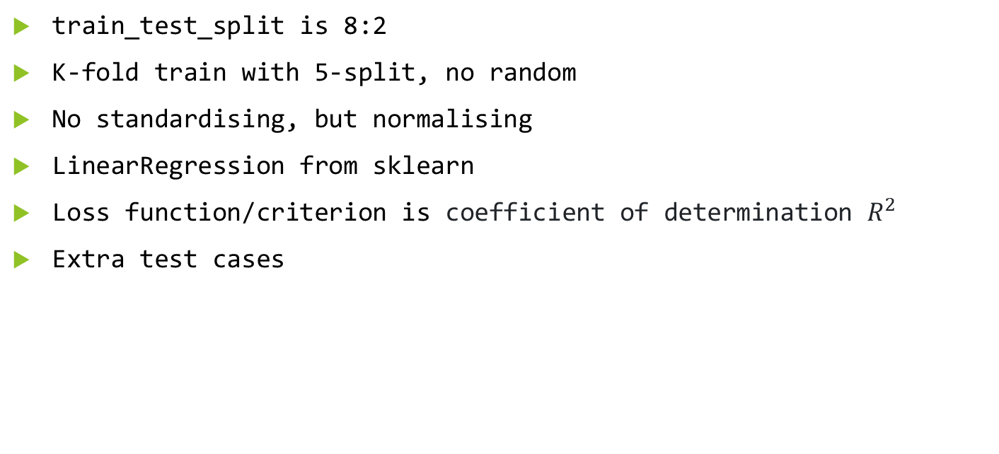 train_test_split is 8:2
K-fold train with 5-split, no random
No standardising, but normalising
LinearRegression from sklearn
Loss function/criterion is coefficient of determination R²
Extra test cases